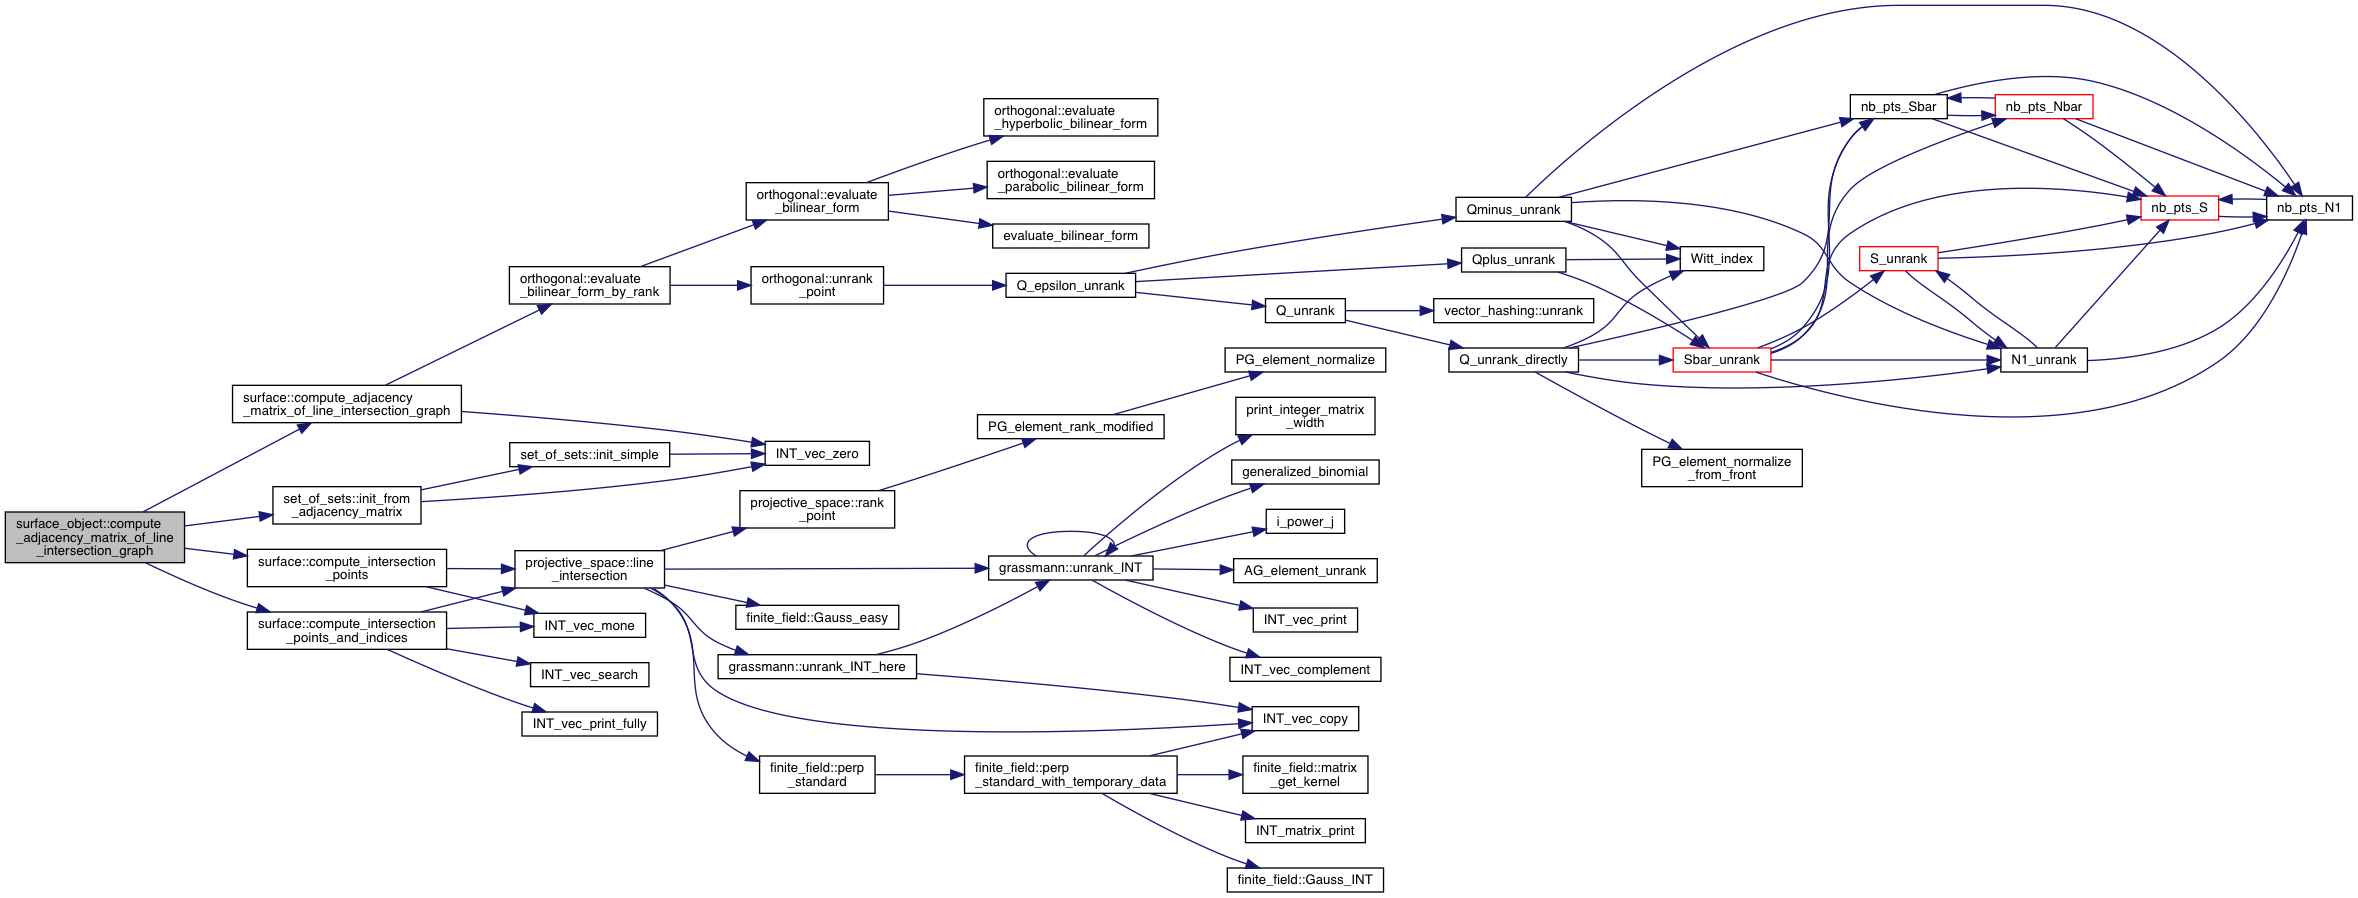 surface_object::compute
_adjacency_matrix_of_line
_intersection_graph
surface::compute_adjacency
_matrix_of_line_intersection_graph
set_of_sets::init_from
_adjacency_matrix
surface::compute_intersection
_points
surface::compute_intersection
_points_and_indices
orthogonal::evaluate
_bilinear_form_by_rank
set_of_sets::init_simple
projective_space::line
_intersection
INT_vec_mone
INT_vec_search
INT_vec_print_fully
orthogonal::evaluate
_bilinear_form
orthogonal::unrank
_point
INT_vec_zero
projective_space::rank
_point
finite_field::Gauss_easy
grassmann::unrank_INT_here
finite_field::perp
_standard
orthogonal::evaluate
_hyperbolic_bilinear_form
orthogonal::evaluate
_parabolic_bilinear_form
evaluate_bilinear_form
Q_epsilon_unrank
PG_element_rank_modified
grassmann::unrank_INT
finite_field::perp
_standard_with_temporary_data
Q_unrank
PG_element_normalize
print_integer_matrix
_width
generalized_binomial
i_power_j
AG_element_unrank
INT_vec_print
INT_vec_complement
INT_vec_copy
finite_field::matrix
_get_kernel
INT_matrix_print
finite_field::Gauss_INT
Qminus_unrank
Qplus_unrank
vector_hashing::unrank
Q_unrank_directly
Witt_index
Sbar_unrank
PG_element_normalize
_from_front
nb_pts_Sbar
S_unrank
nb_pts_Nbar
N1_unrank
nb_pts_S
nb_pts_N1